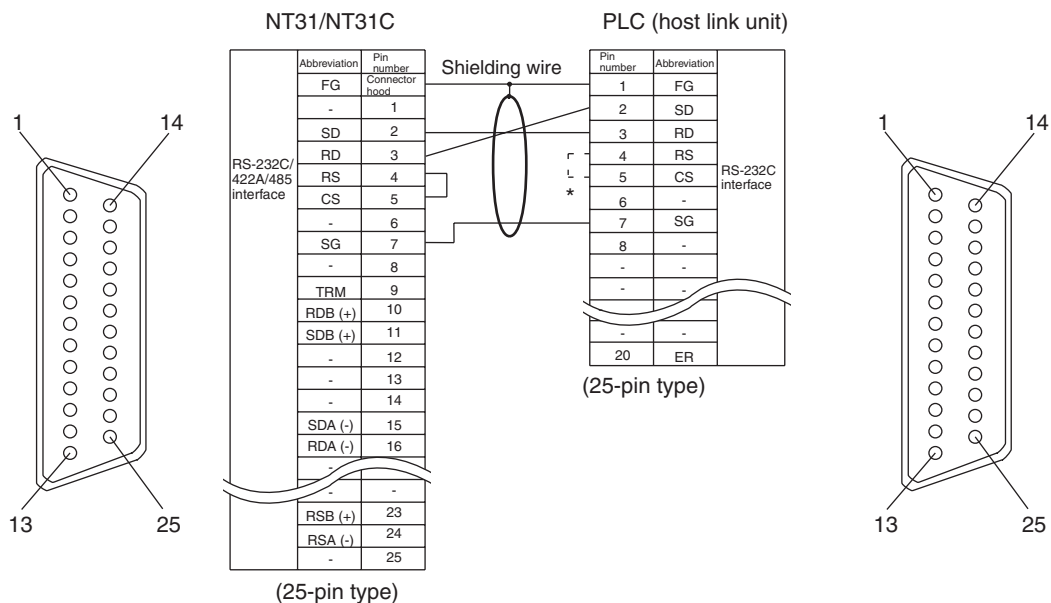 NT31/NT31C
PLC (host link unit)
Shielding wire
1
14
13
25
RS-232C/
422A/485
interface
Abbreviation Pin
number
FG Connector
hood
- 1
SD 2
RD 3
RS 4
CS 5
- 6
SG 7
- 8
TRM 9
RDB (+) 10
SDB (+) 11
- 12
- 13
- 14
SDA (-) 15
RDA (-) 16
-
- -
RSB (+) 23
RSA (-) 24
- 25
(25-pin type)
*
Pin
number Abbreviation
1 FG
2 SD
3 RD
4 RS
5 CS
6 -
7 SG
8 -
- -
- -
- -
20 ER
RS-232C
interface
(25-pin type)
1
14
13
25